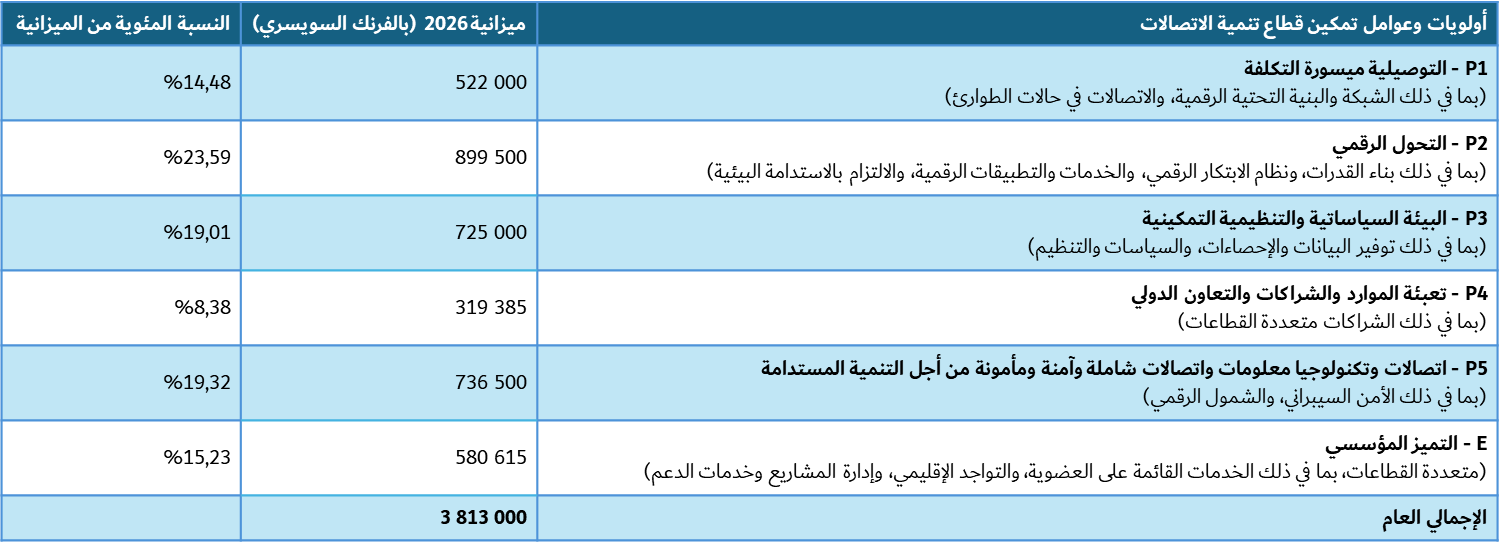 أولويات وعوامل تمكين قطاع تنمية الاتصالات	ميزانية 2026 (بالفرنك السويسري)	النسبة المئوية من الميزانية
P1 - التوصيلية ميسورة التكلفة
(بما في ذلك الشبكة والبنية التحتية الرقمية، والاتصالات في حالات الطوارئ)	522 000	%14,48
P2 - التحول الرقمي
(بما في ذلك بناء القدرات، ونظام الابتكار الرقمي، والخدمات والتطبيقات الرقمية، والالتزام بالاستدامة البيئية)	899 500	%23,59
P3 - البيئة السياساتية والتنظيمية التمكينية
(بما في ذلك توفير البيانات والإحصاءات، والسياسات والتنظيم)	725 000	%19,01
P4 - تعبئة الموارد والشراكات والتعاون الدولي
(بما في ذلك الشراكات متعددة القطاعات)	319 385	%8,38
P5 - اتصالات وتكنولوجيا معلومات واتصالات شاملة وآمنة ومأمونة من أجل التنمية المستدامة
(بما في ذلك الأمن السيبراني، والشمول الرقمي)	736 500	%19,32
E - التميز المؤسسي
(متعددة القطاعات، بما في ذلك الخدمات القائمة على العضوية، والتواجد الإقليمي، وإدارة المشاريع وخدمات الدعم)	580 615	%15,23
الإجمالي العام	3 813 000